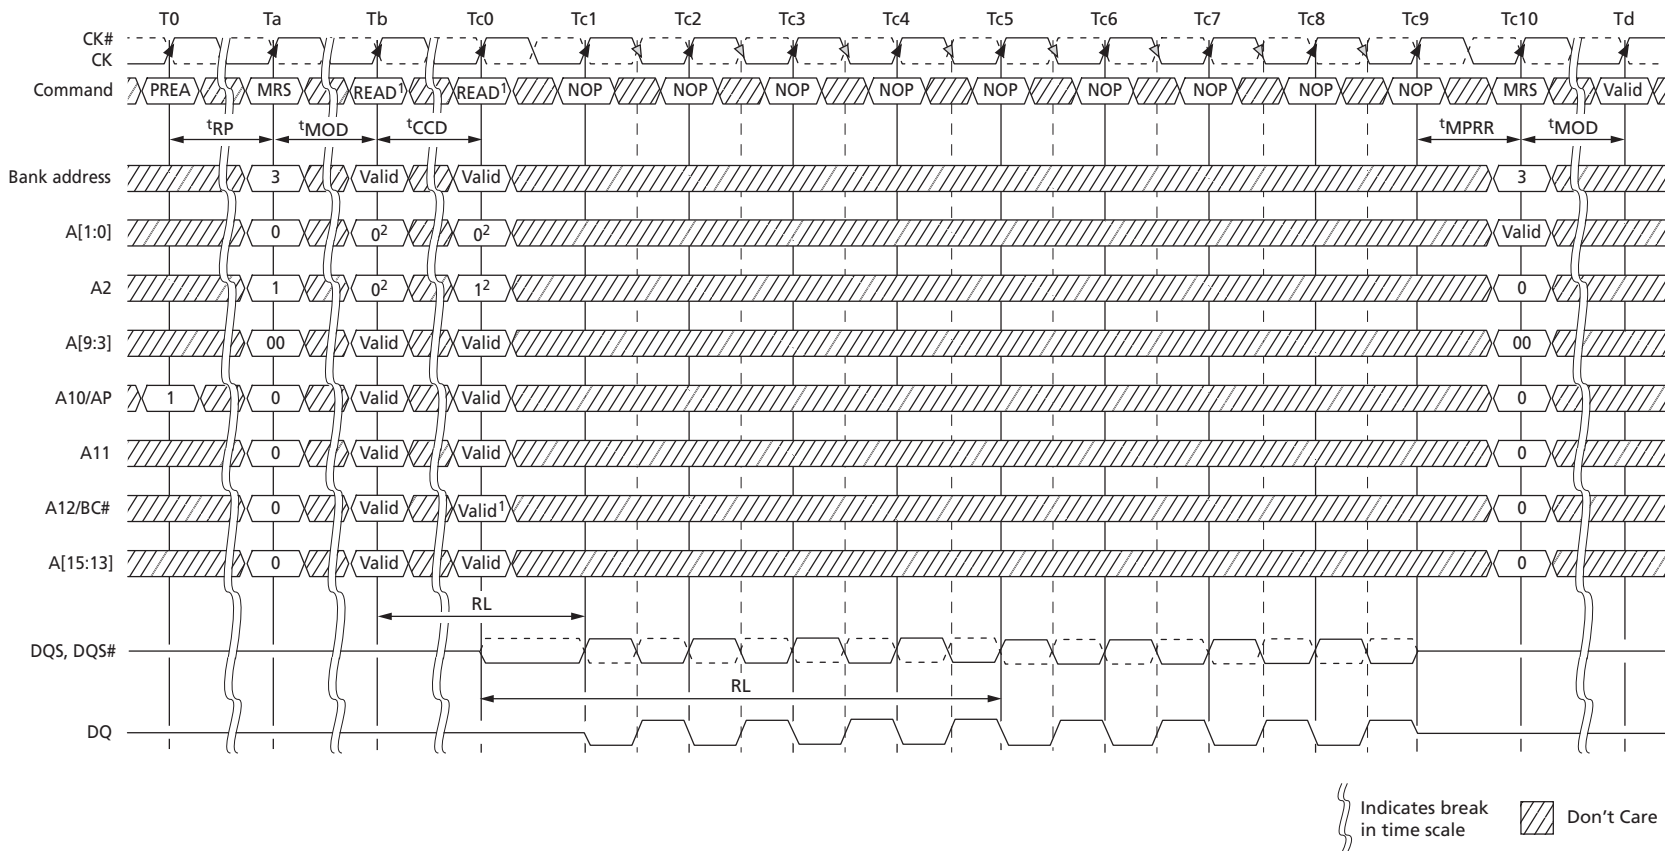 T0 Ta Tb Tc0 Tc1 Tc2 Tc3 Tc4 Tc5 Tc6 Tc7 Tc8 Tc9 Tc10 Td
CK#
CK
Command PREA MRS READ¹ READ¹ NOP NOP NOP NOP NOP NOP NOP NOP NOP MRS Valid
ᵗRP ᵗMOD ᵗCCD ᵗMPRR ᵗMOD
Bank address 3 Valid Valid 3
A[1:0] 0 0² 0² Valid
A2 1 0² 1² 0
A[9:3] 00 Valid Valid 00
A10/AP 1 0 Valid Valid 0
A11 0 Valid Valid 0
A12/BC# 0 Valid Valid¹ 0
A[15:13] 0 Valid Valid 0
RL
DQS, DQS#
RL
DQ
Indicates break
in time scale
Don't Care